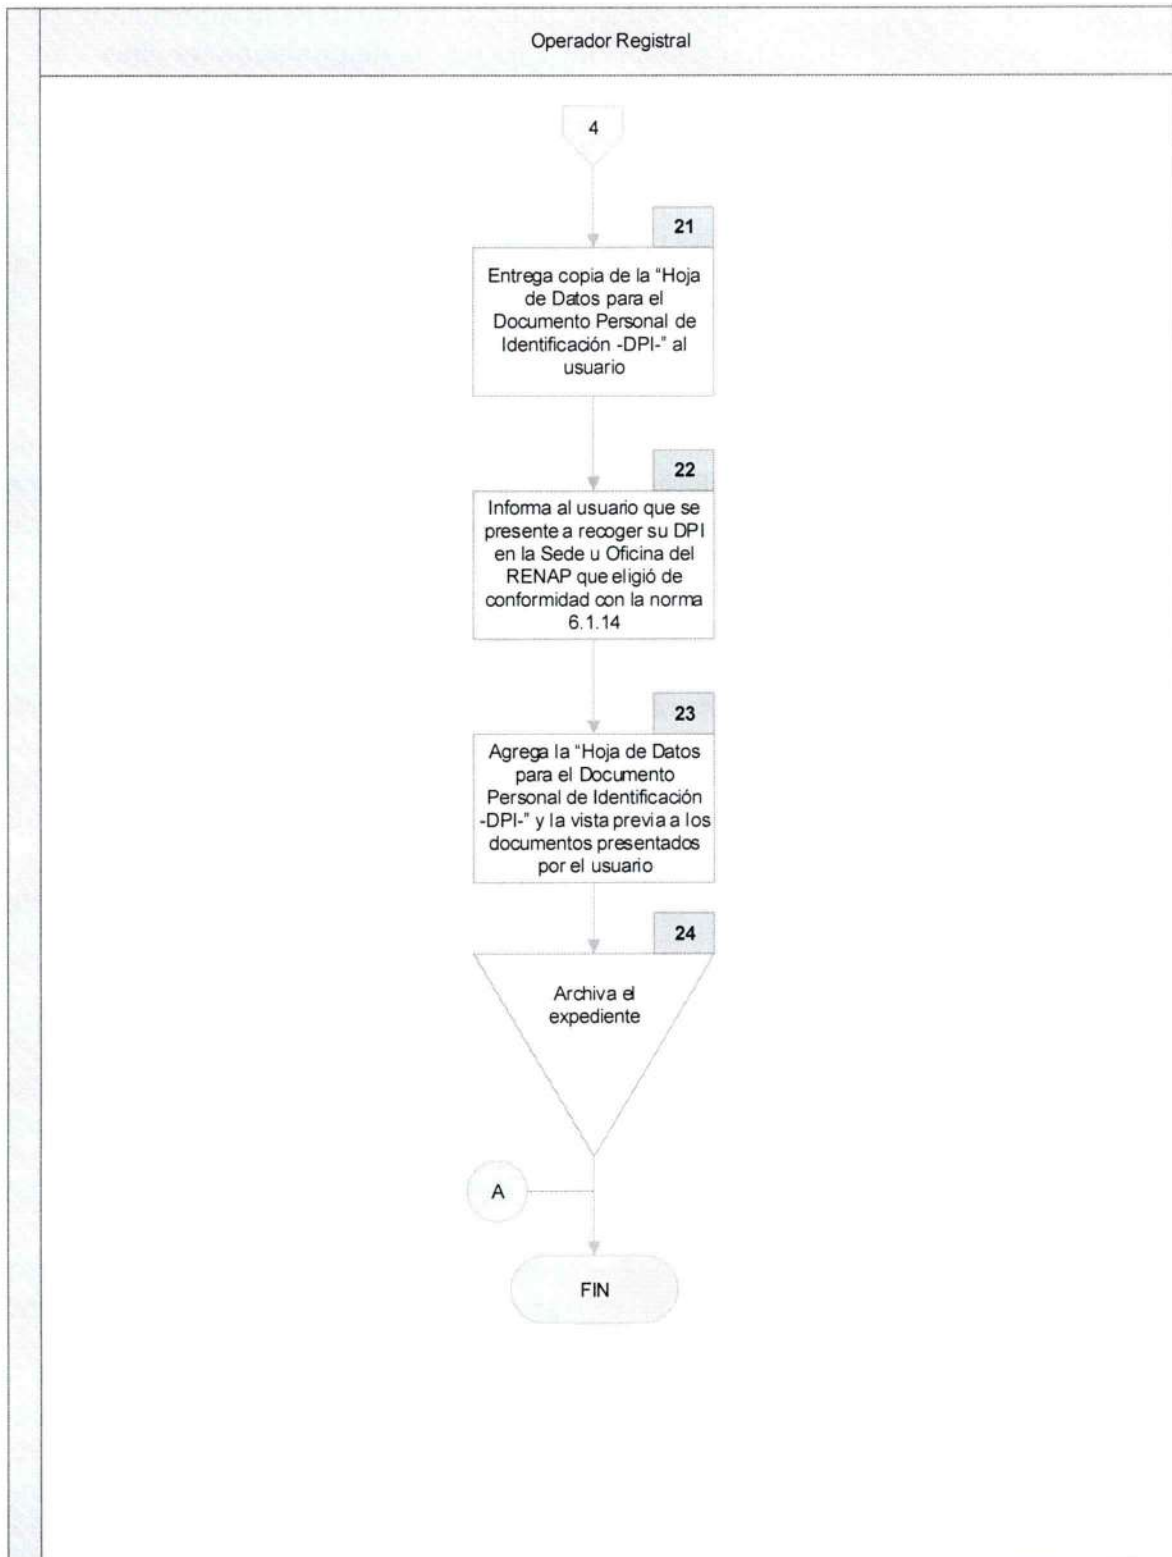 Operador Registral
4
21
Entrega copia de la “Hoja
de Datos para el
Documento Personal de
Identificación -DPI-” al
usuario
22
Informa al usuario que se
presente a recoger su DPI
en la Sede u Oficina del
RENAP que eligió de
conformidad con la norma
6.1.14
23
Agrega la “Hoja de Datos
para el Documento
Personal de Identificación
-DPI-” y la vista previa a los
documentos presentados
por el usuario
24
Archiva el
expediente
A
FIN